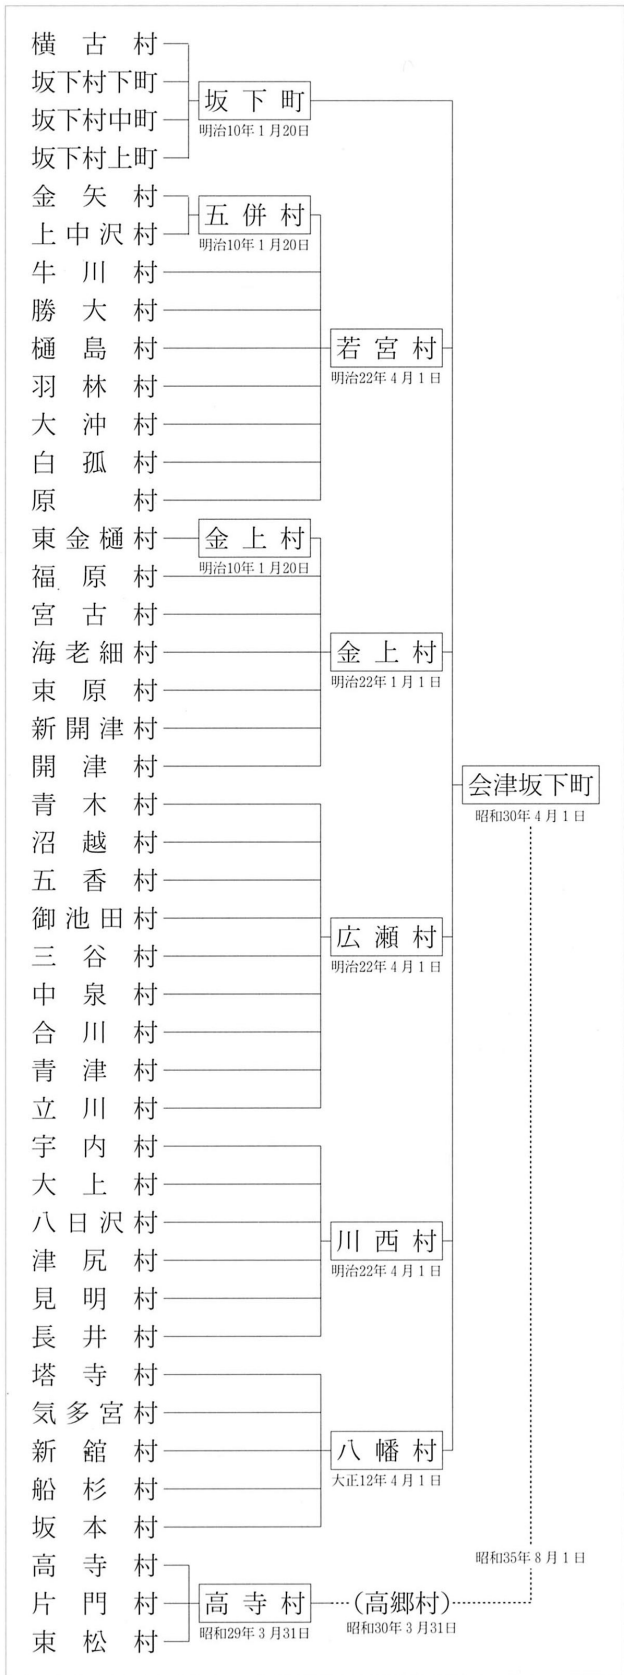 横古村
坂下村下町
坂下村中町
坂下村上町
坂下町
明治10年1月20日
金矢村
上中沢村
五併村
明治10年1月20日
牛川村
勝大村
樋島村
羽林村
大沖村
白狐村
原村
若宮村
明治22年4月1日
東金樋村
金上村
明治10年1月20日
福原村
宮古村
海老細村
束原村
新開津村
開津村
金上村
明治22年1月1日
青木村
沼越村
五香村
御池田村
三谷村
中泉村
合川村
青津村
立川村
広瀬村
明治22年4月1日
宇内村
大上村
八日沢村
津尻村
見明村
長井村
川西村
明治22年4月1日
塔寺村
気多宮村
新舘村
船杉村
坂本村
八幡村
大正12年4月1日
会津坂下町
昭和30年4月1日
高寺村
片門村
束松村
高寺村
昭和29年3月31日
(高郷村)
昭和30年3月31日
昭和35年8月1日